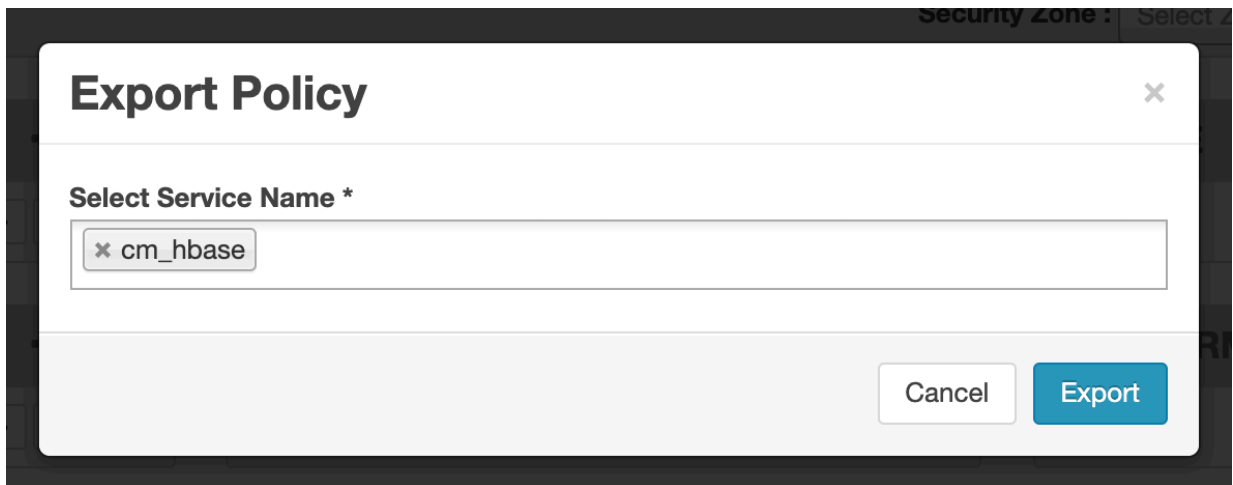 Security Zone :
Export Policy
×
Select Service Name *
× cm_hbase
Cancel
Export